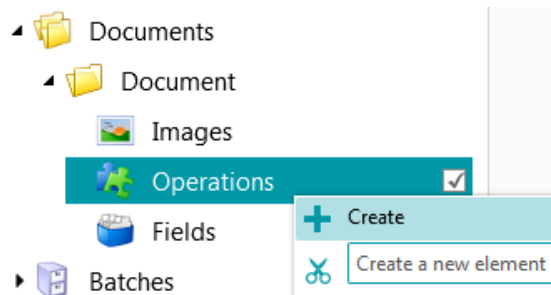 Documents
Document
Images
Operations
Fields
Create
Create a new element
Batches